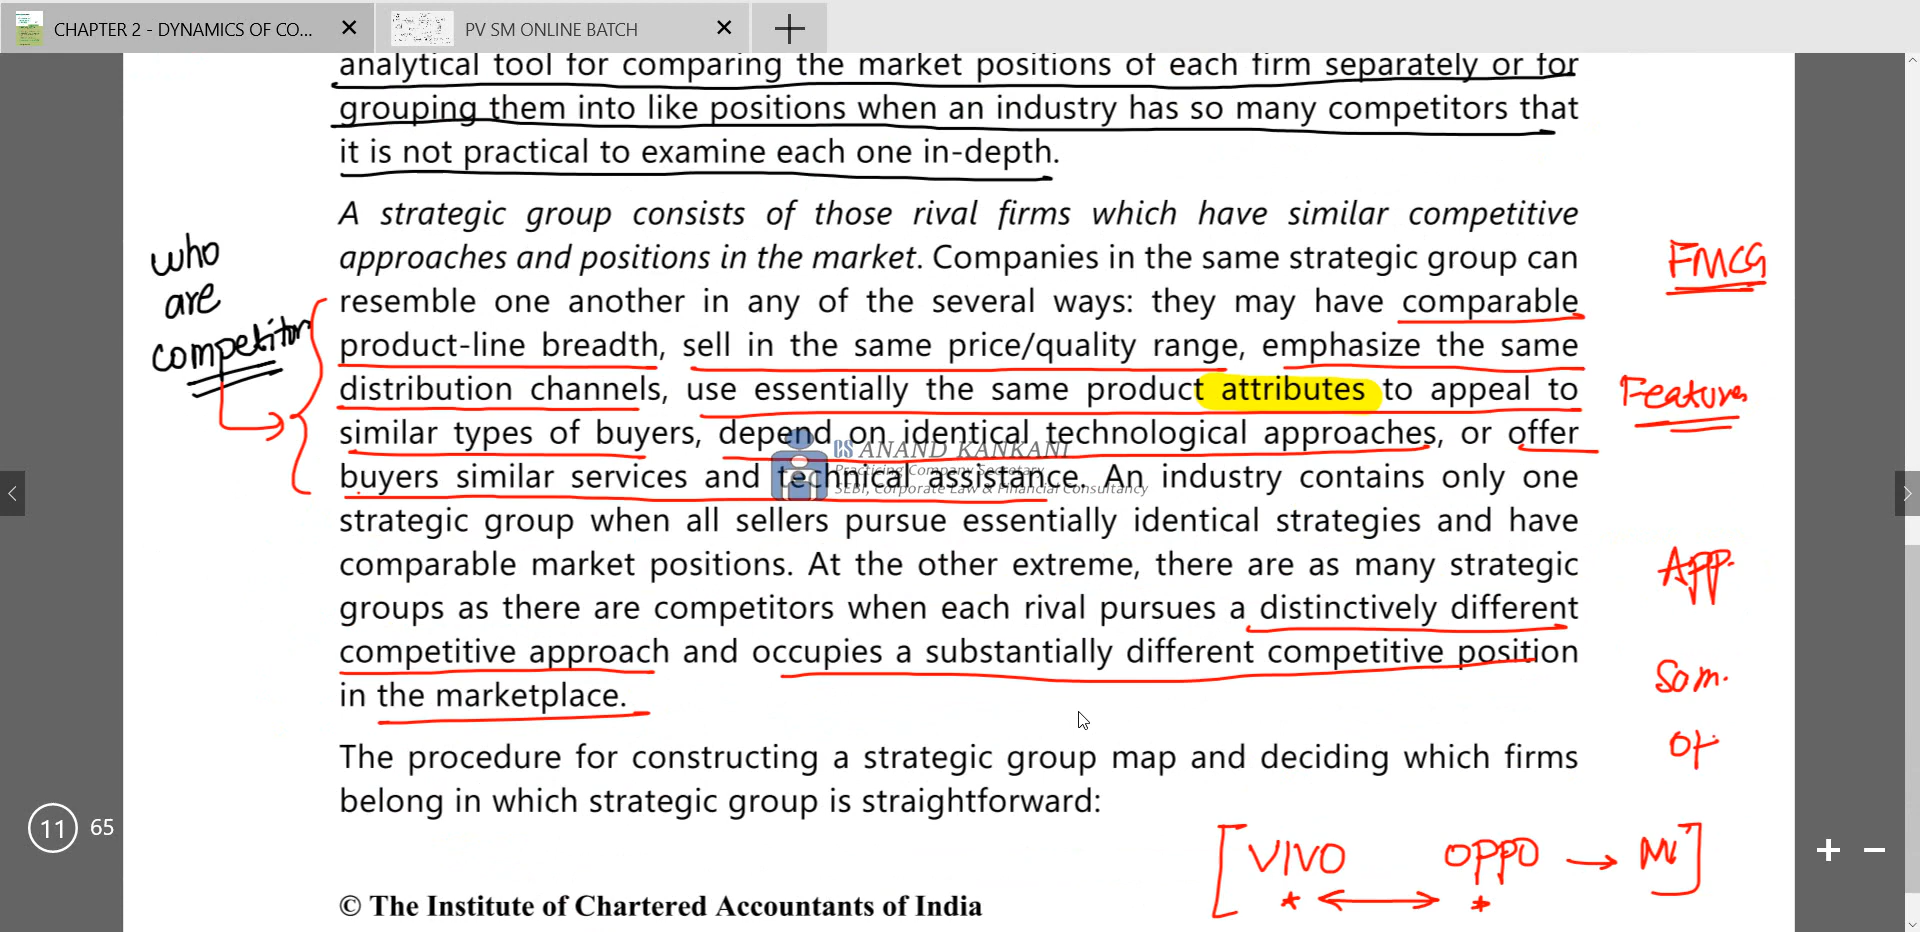 CHAPTER 2 - DYNAMICS OF CO...
PV SM ONLINE BATCH
analytical tool for comparing the market positions of each firm separately or for
grouping them into like positions when an industry has so many competitors that
it is not practical to examine each one in-depth.
A strategic group consists of those rival firms which have similar competitive
approaches and positions in the market. Companies in the same strategic group can
resemble one another in any of the several ways: they may have comparable
product-line breadth, sell in the same price/quality range, emphasize the same
distribution channels, use essentially the same product attributes to appeal to
similar types of buyers, depend on identical technological approaches, or offer
buyers similar services and technical assistance. An industry contains only one
strategic group when all sellers pursue essentially identical strategies and have
comparable market positions. At the other extreme, there are as many strategic
groups as there are competitors when each rival pursues a distinctively different
competitive approach and occupies a substantially different competitive position
in the marketplace.
The procedure for constructing a strategic group map and deciding which firms
belong in which strategic group is straightforward:
© The Institute of Chartered Accountants of India
who
are
competitor
FMCG
Features
App.
Sam.
VIVO OPPO → Mi
CS ANAND KANKANI
Practicing Company Secretary
SEBI, Corporate Law & Financial Consultancy
11 65